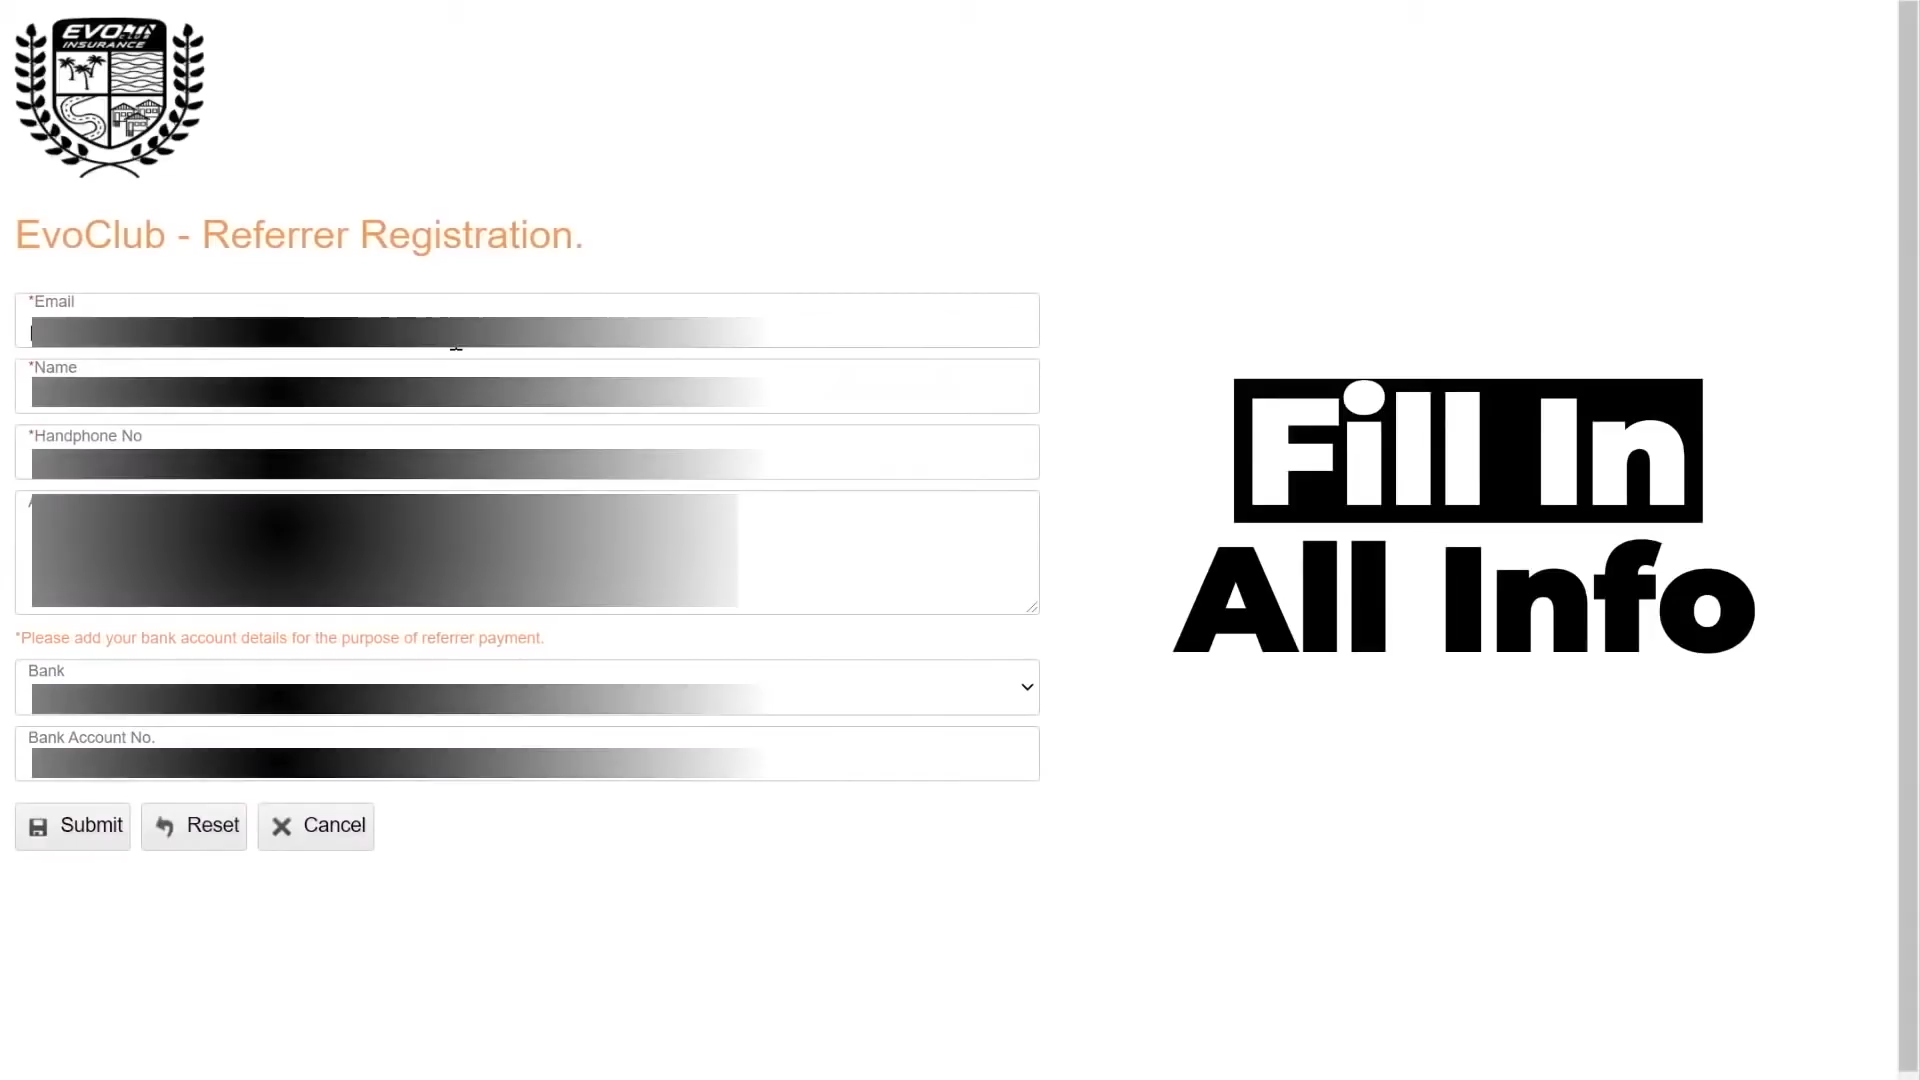 EVO
CLUB
INSURANCE
EvoClub - Referrer Registration.
*Email
*Name
*Handphone No
*Please add your bank account details for the purpose of referrer payment.
Bank
Bank Account No.
Submit Reset Cancel
Fill In
All Info